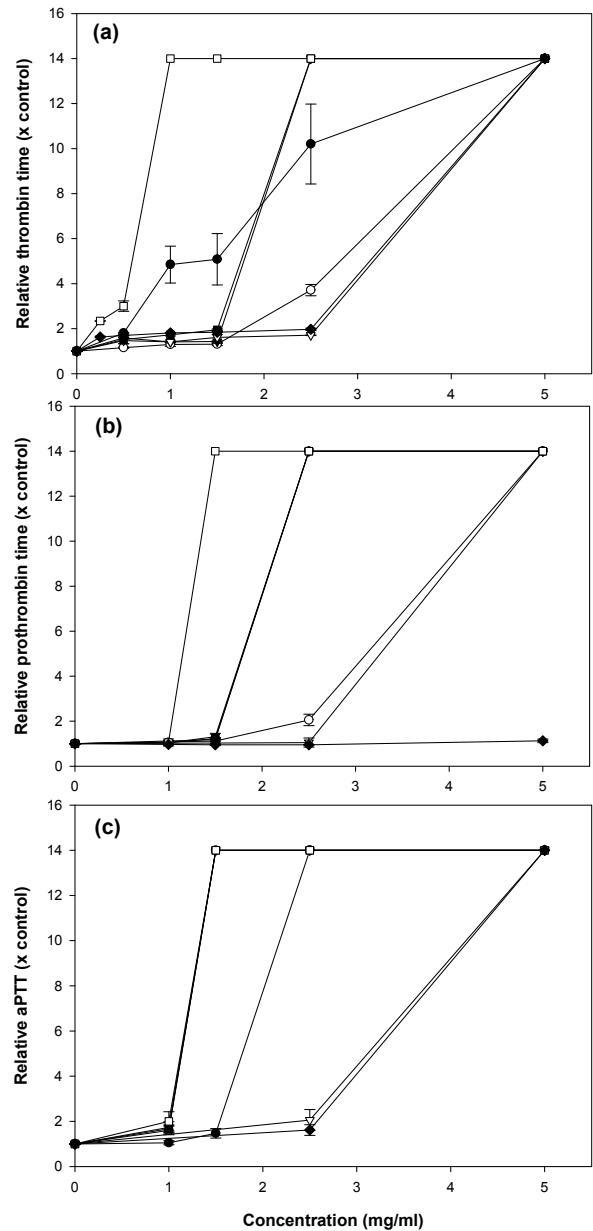 (a)
Relative thrombin time (x control)
16
14
12
10
8
6
4
2
0
0 1 2 3 4 5
(b)
Relative prothrombin time (x control)
16
14
12
10
8
6
4
2
0
0 1 2 3 4 5
(c)
Relative aPTT (x control)
16
14
12
10
8
6
4
2
0
0 1 2 3 4 5
Concentration (mg/ml)